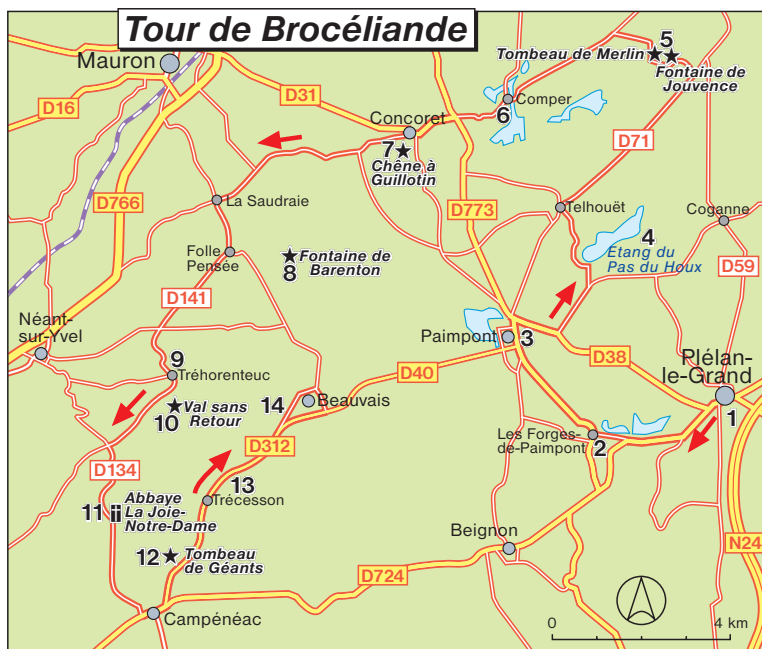 Tour de Brocéliande
Mauron
D16
D31
Tombeau de Merlin
5
Fontaine de
Jouvence
Comper
6
Concoret
7
Chêne à
Guillotin
D71
D766
La Saudraie
D773
Telhouët
Coganne
4
Etang du
Pas du Houx
D59
Folle
Pensée
8
Fontaine de
Barenton
D141
Néant-
sur-Yvel
Paimpont
3
D38
Plélan-
le-Grand
1
9
Tréhorenteuc
D40
10
Val sans
Retour
14
Beauvais
D312
Les Forges-
de-Paimpont
2
D134
13
Trécesson
11
Abbaye
La Joie-
Notre-Dame
12
Tombeau
de Géants
Beignon
N24
D724
Campénéac
0
4 km